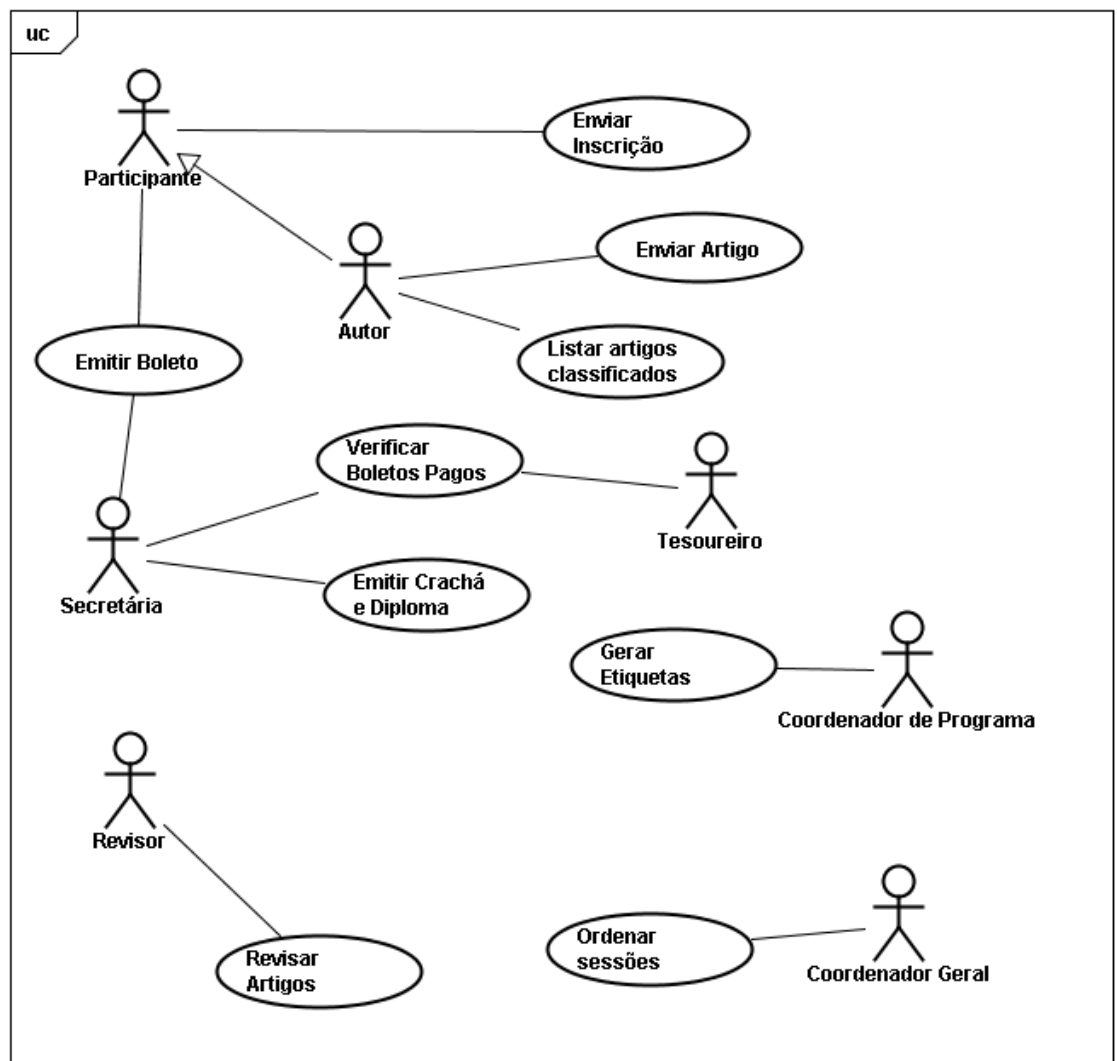 uc
Enviar
Inscrição
Participante
Enviar Artigo
Autor
Emitir Boleto
Listar artigos
classificados
Verificar
Boletos Pagos
Tesoureiro
Secretária
Emitir Crachá
e Diploma
Gerar
Etiquetas
Coordenador de Programa
Revisor
Revisar
Artigos
Ordenar
sessões
Coordenador Geral